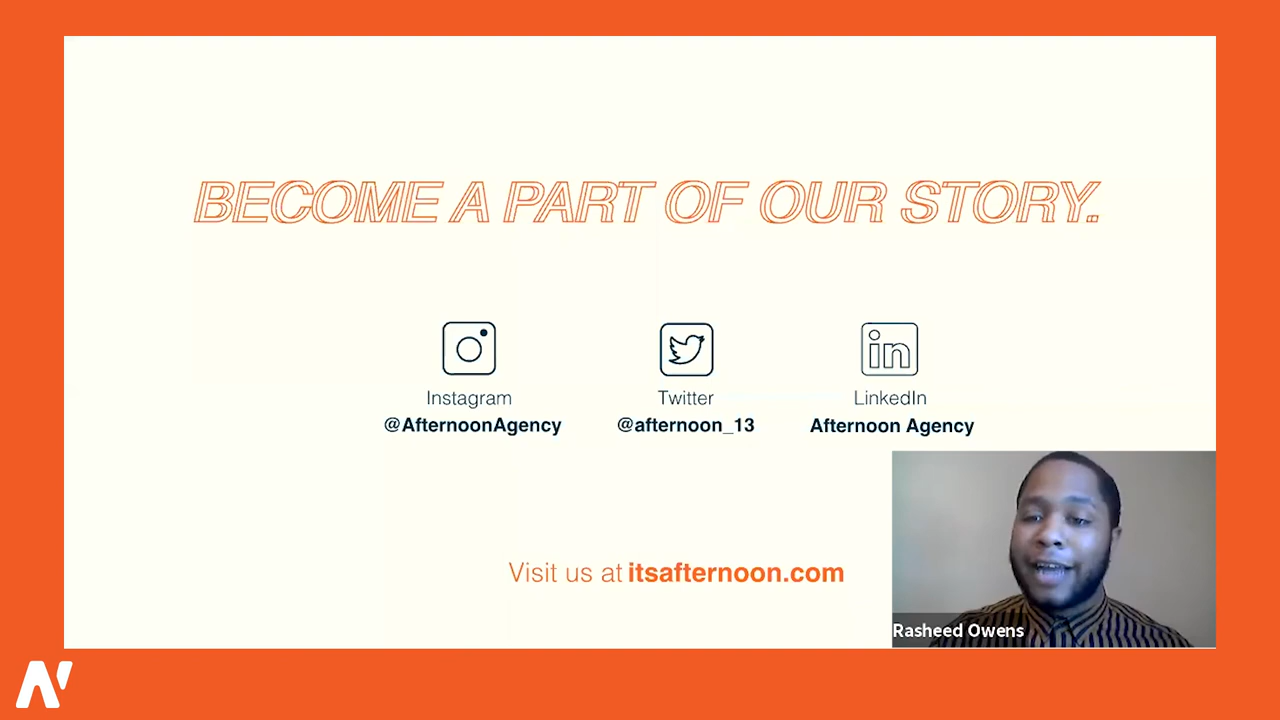 BECOME A PART OF OUR STORY.
Instagram
@AfternoonAgency
Twitter
@afternoon_13
LinkedIn
Afternoon Agency
Visit us at itsafternoon.com
Rasheed Owens